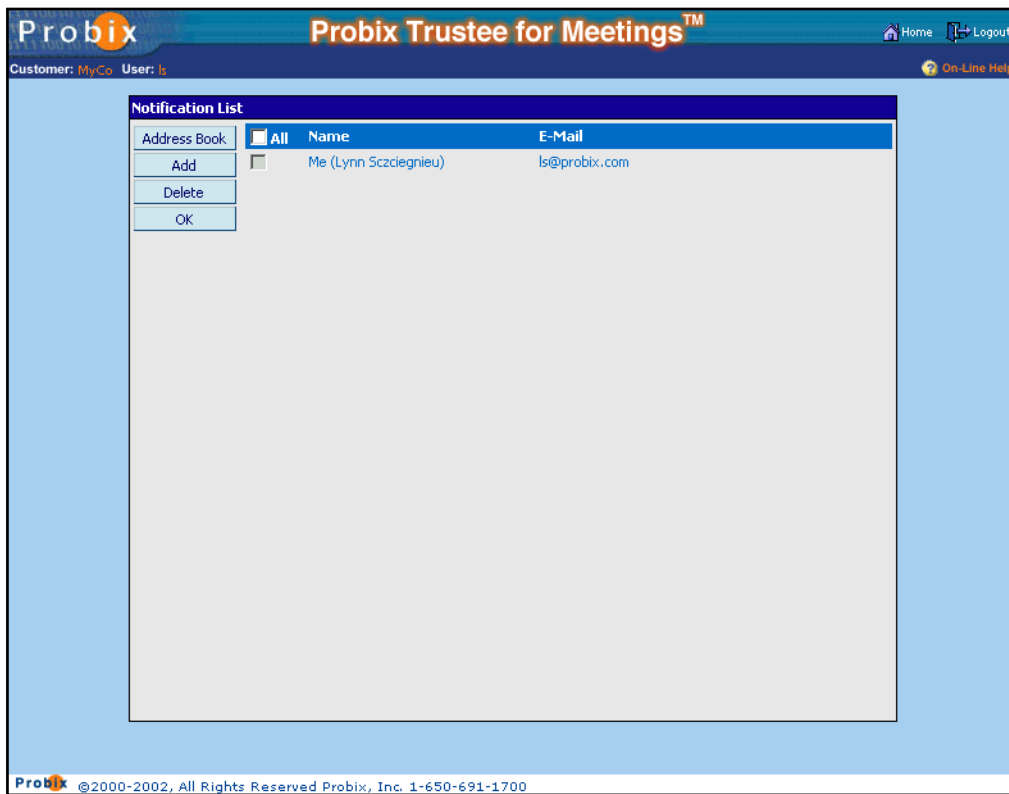 Probix Probix Trustee for Meetings™ Home Logout
Customer: MyCo User: ls On-Line Hel
Notification List
Address Book All Name E-Mail
Add Me (Lynn Sczciegnieu) ls@probix.com
Delete
OK
Probix ©2000-2002, All Rights Reserved Probix, Inc. 1-650-691-1700